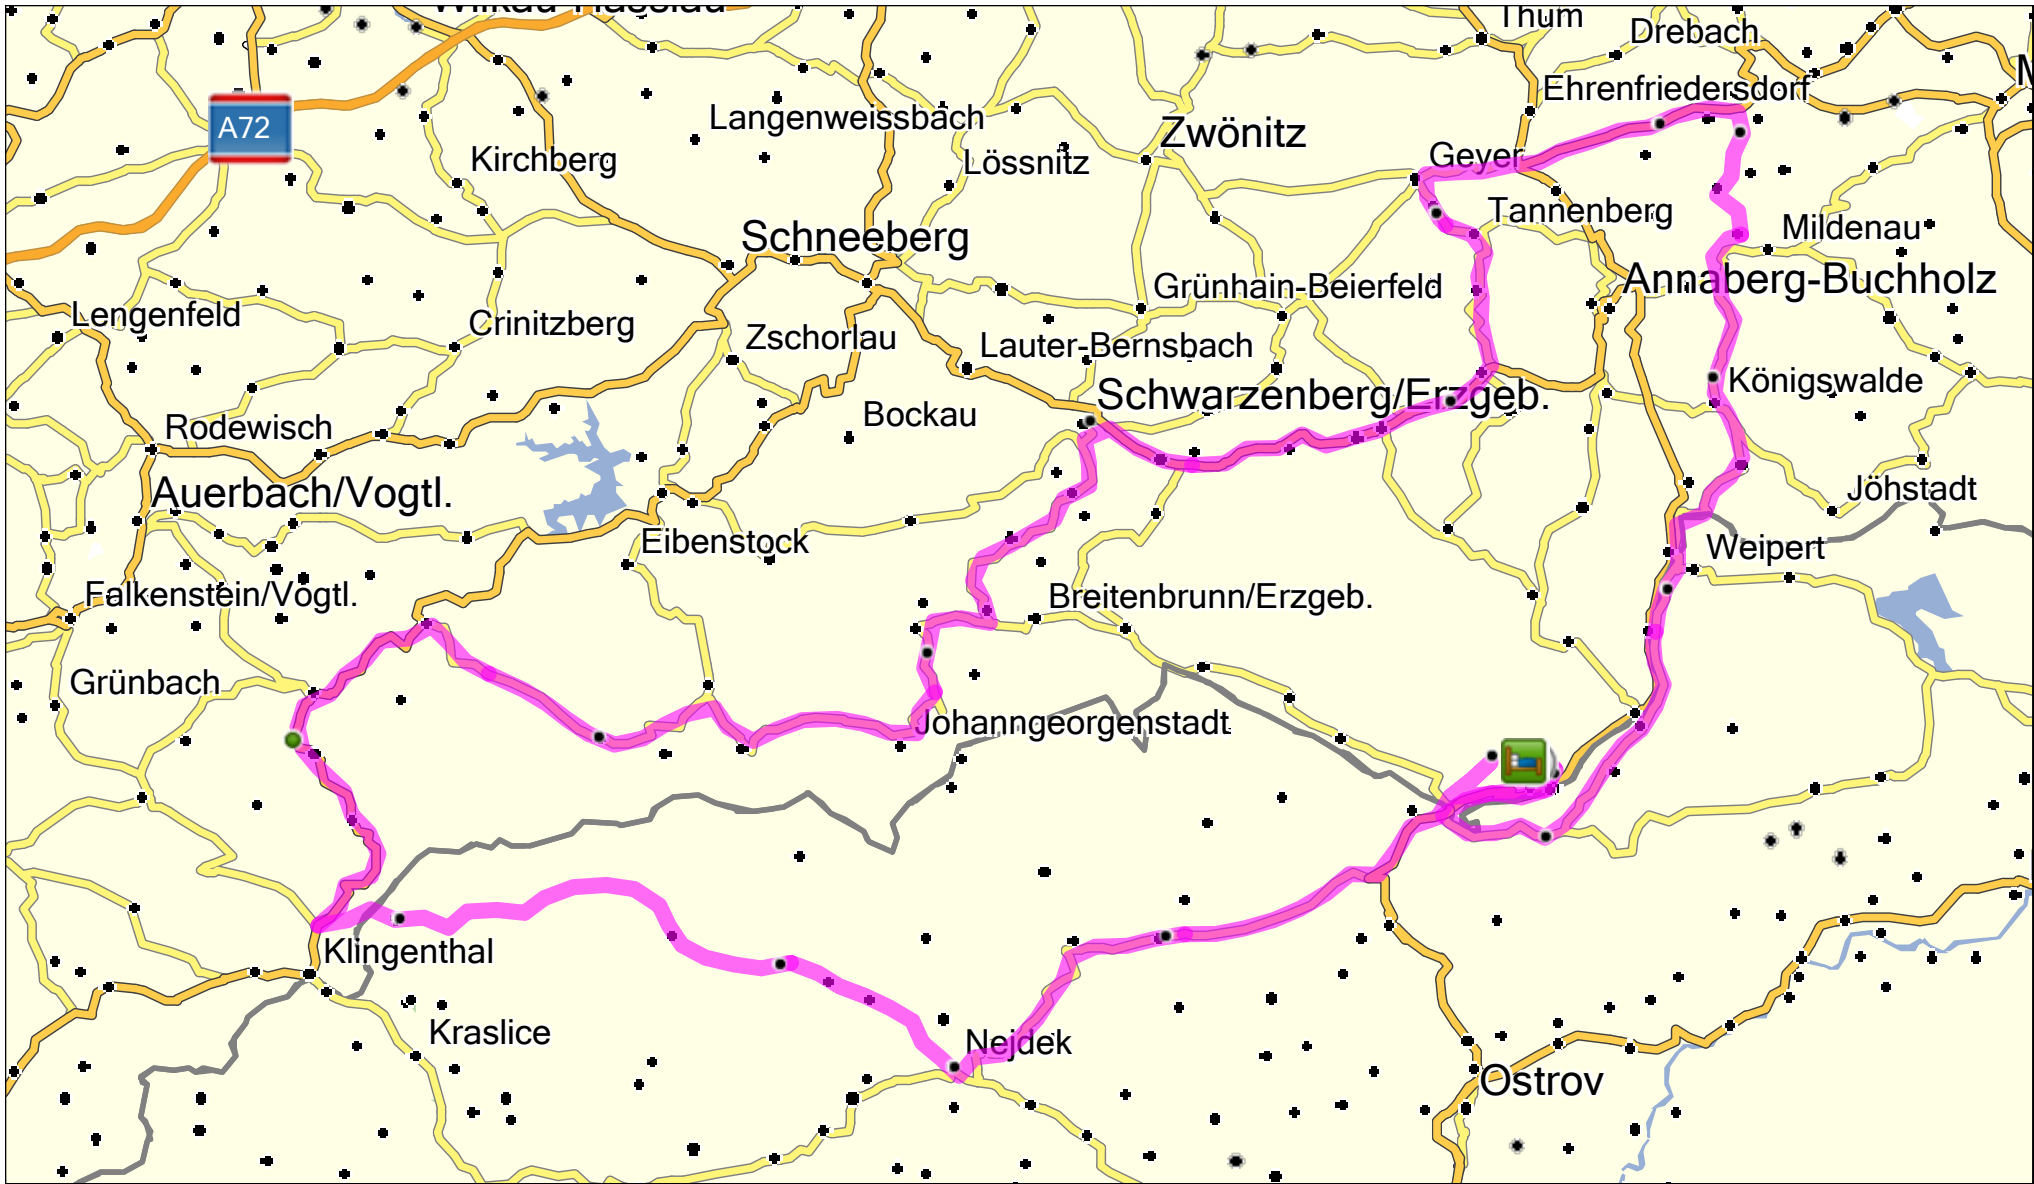 Wilkau-Hasslau
Thum
Drebach
M
Ehrenfriedersdorf
A72
Langenweissbach
Zwönitz
Kirchberg
Lössnitz
Geyer
Tannenberg
Mildenau
Schneeberg
Annaberg-Buchholz
Grünhain-Beierfeld
Lengenfeld
Crinitzberg
Zschorlau
Lauter-Bernsbach
Königswalde
Schwarzenberg/Erzgeb.
Bockau
Rodewisch
Auerbach/Vogtl.
Jöhstadt
Eibenstock
Weipert
Falkenstein/Vogtl.
Breitenbrunn/Erzgeb.
Grünbach
Johanngeorgenstadt
Klingenthal
Kraslice
Nejdek
Ostrov